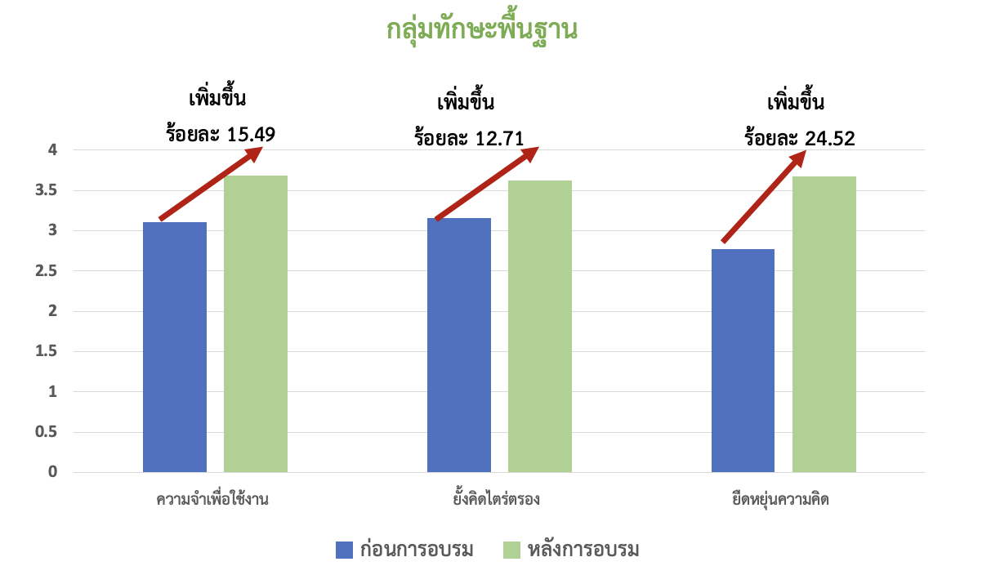 กลุ่มทักษะพื้นฐาน
เพิ่มขึ้น
ร้อยละ 15.49
เพิ่มขึ้น
ร้อยละ 12.71
เพิ่มขึ้น
ร้อยละ 24.52
4
3.5
3
2.5
2
1.5
1
0.5
0
ความจำเพื่อใช้งาน
ยั้งคิดไตร่ตรอง
ยืดหยุ่นความคิด
ก่อนการอบรม
หลังการอบรม